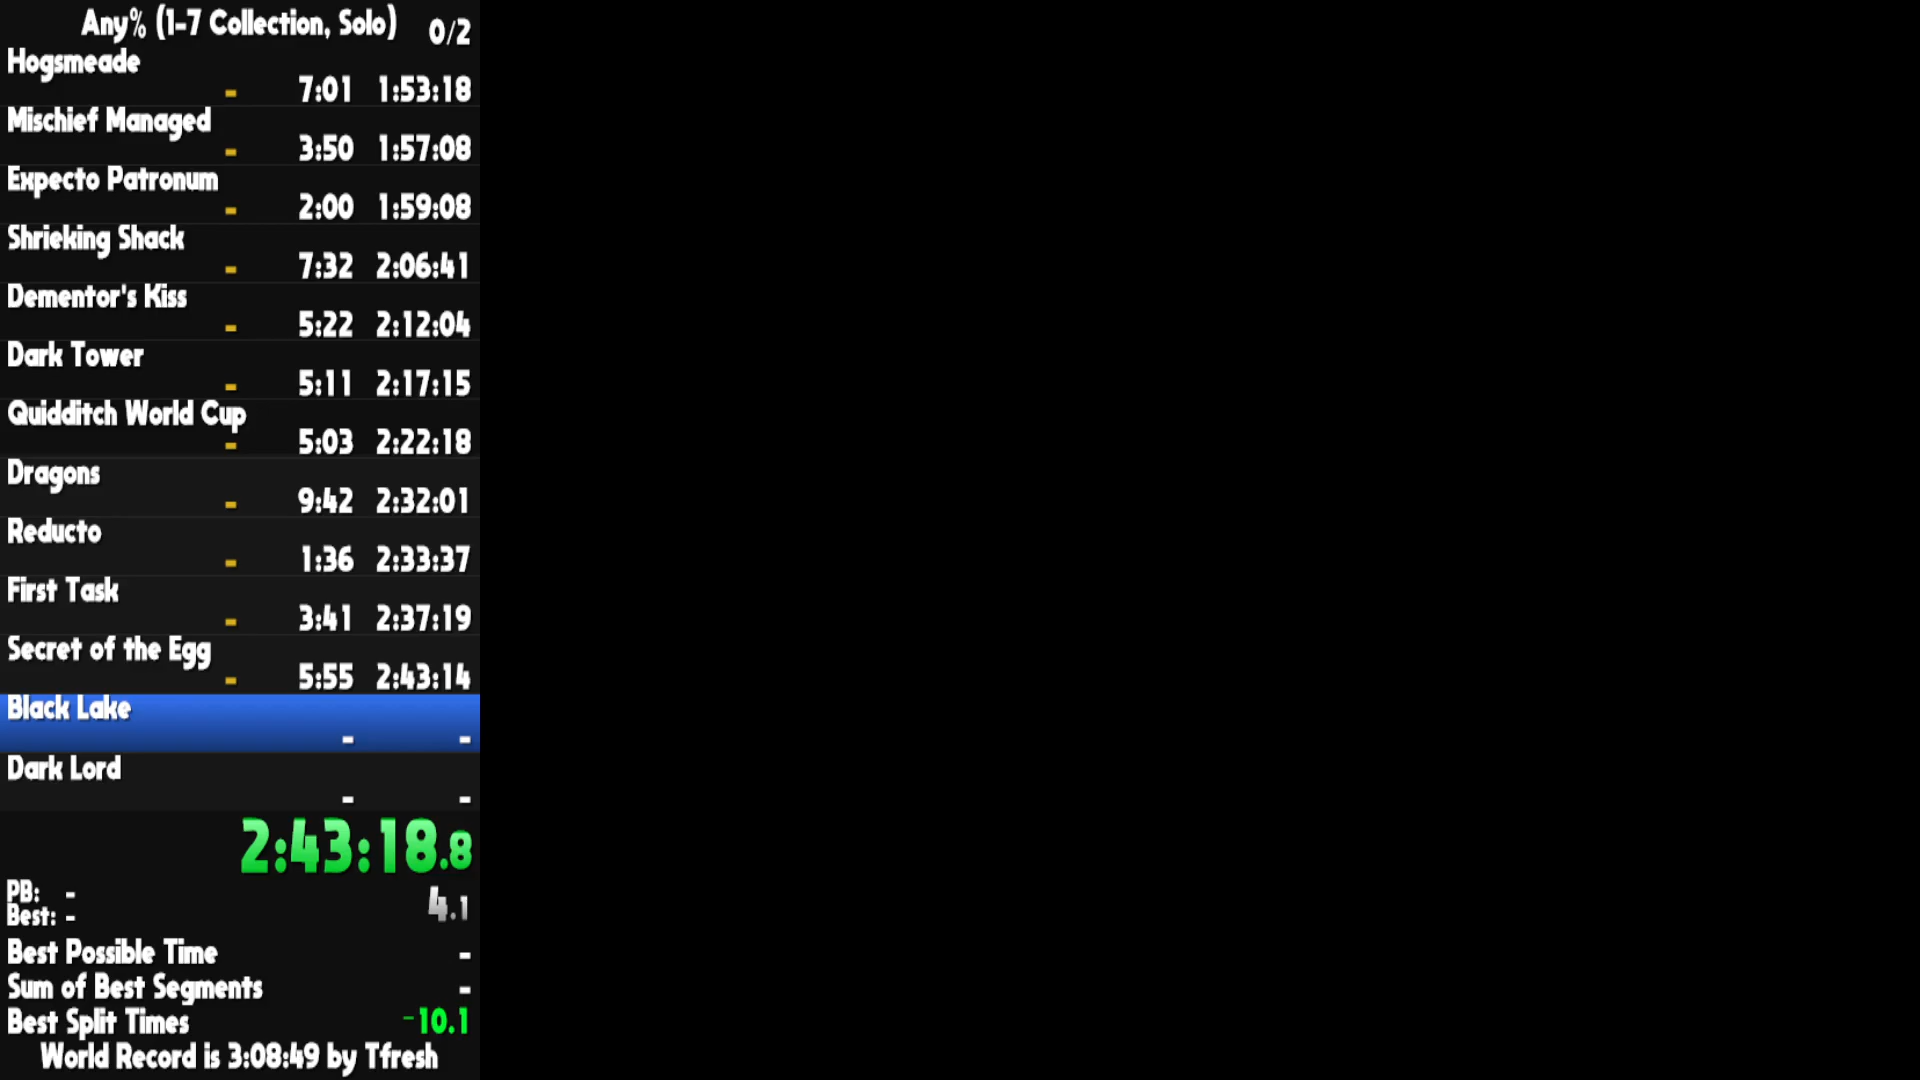 Any% (1-7 Collection, Solo) 0/2
Hogsmeade
- 7:01 1:53:18
Mischief Managed
- 3:50 1:57:08
Expecto Patronum
- 2:00 1:59:08
Shrieking Shack
- 7:32 2:06:41
Dementor's Kiss
- 5:22 2:12:04
Dark Tower
- 5:11 2:17:15
Quidditch World Cup
- 5:03 2:22:18
Dragons
- 9:42 2:32:01
Reducto
- 1:36 2:33:37
First Task
- 3:41 2:37:19
Secret of the Egg
- 5:55 2:43:14
Black Lake
- -
Dark Lord
- -
2:43:18.8
PB: - 4.1
Best: -
Best Possible Time -
Sum of Best Segments -
Best Split Times -10.1
World Record is 3:08:49 by Tfresh